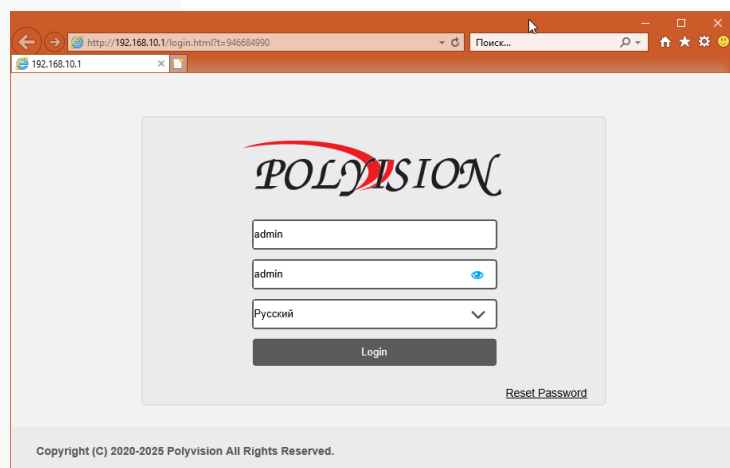 http://192.168.10.1/login.html?t=946684990
Поиск...
192.168.10.1
POLYVISION
admin
admin
Русский
Login
Reset Password
Copyright (C) 2020-2025 Polyvision All Rights Reserved.